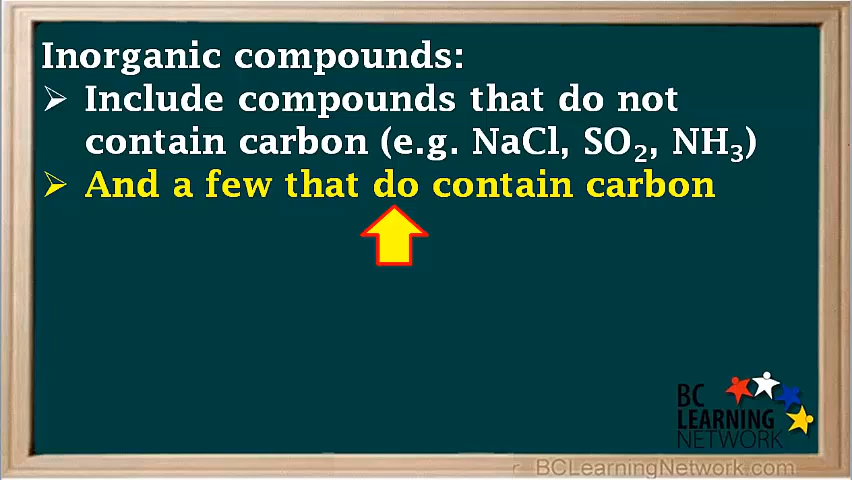 Inorganic compounds:
➢ Include compounds that do not
contain carbon (e.g. NaCl, SO₂, NH₃)
➢ And a few that do contain carbon
BC
LEARNING
NETWORK
BCLearningNetwork.com